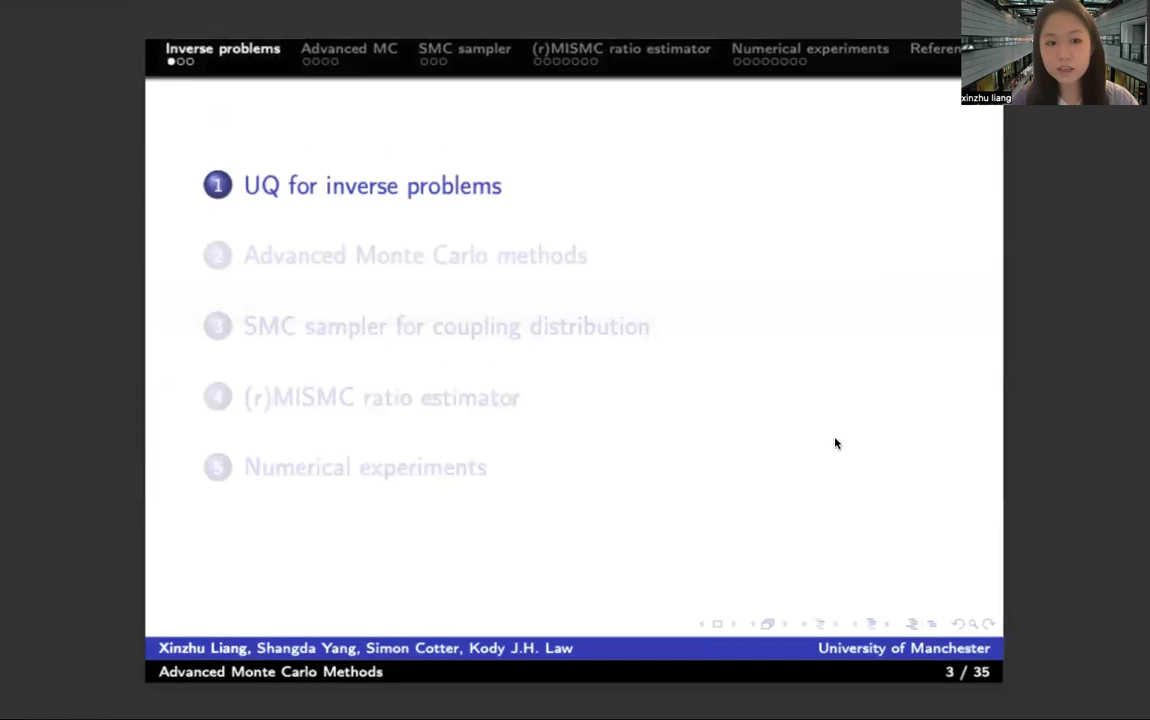 Inverse problems Advanced MC SMC sampler (r)MISMC ratio estimator Numerical experiments
xinzhu liang
1 UQ for inverse problems
2 Advanced Monte Carlo methods
3 SMC sampler for coupling distribution
4 (r)MISMC ratio estimator
5 Numerical experiments
Xinzhu Liang, Shangda Yang, Simon Cotter, Kody J.H. Law University of Manchester
Advanced Monte Carlo Methods 3 / 35